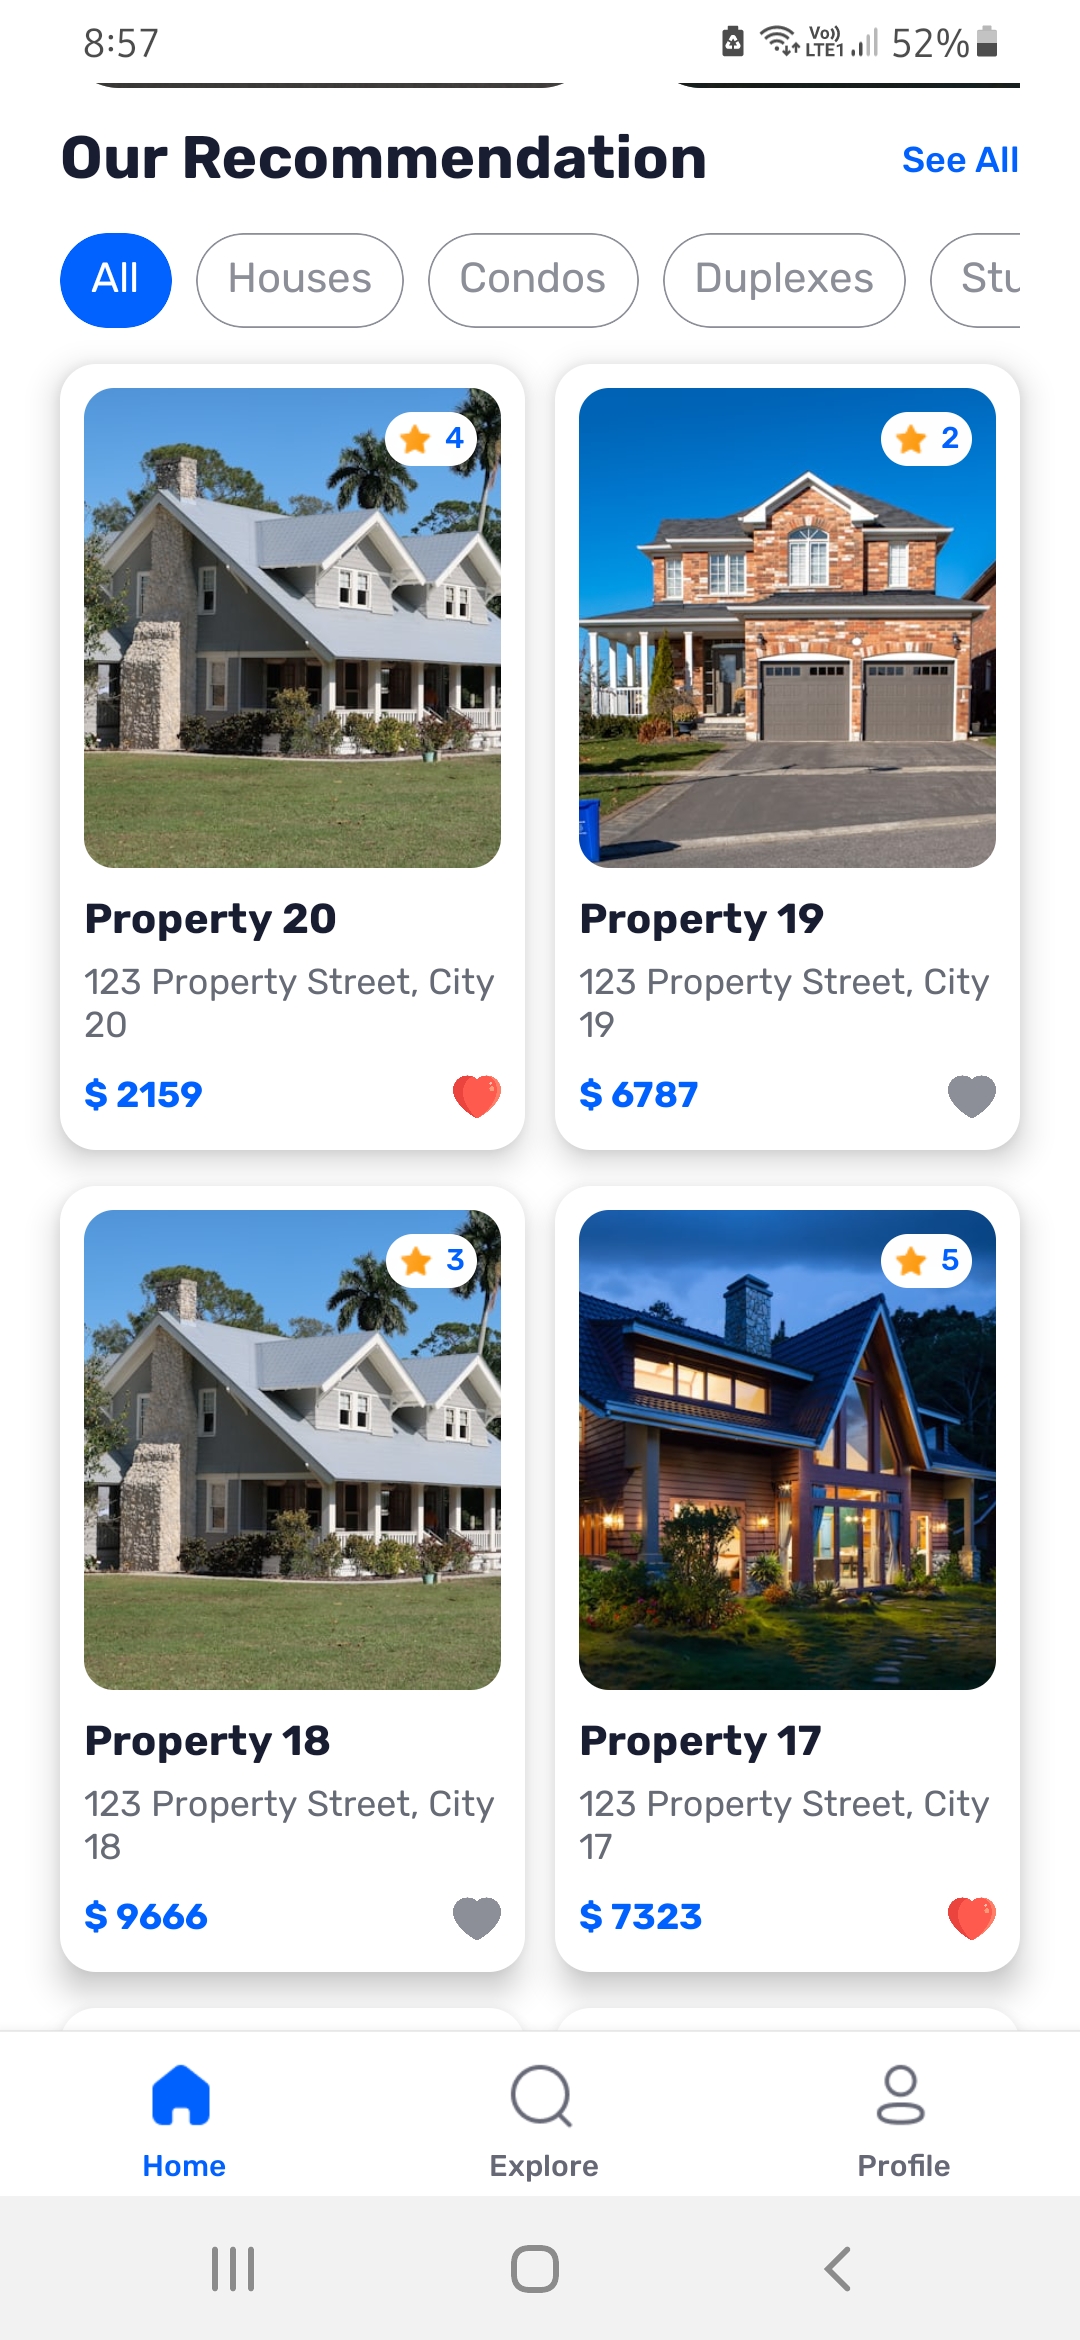 8:57
Vo)) LTE1
52%
Our Recommendation
See All
All
Houses
Condos
Duplexes
Stu
4
2
Property 20
123 Property Street, City
20
$ 2159
Property 19
123 Property Street, City
19
$ 6787
3
5
Property 18
123 Property Street, City
18
$ 9666
Property 17
123 Property Street, City
17
$ 7323
Home
Explore
Profile